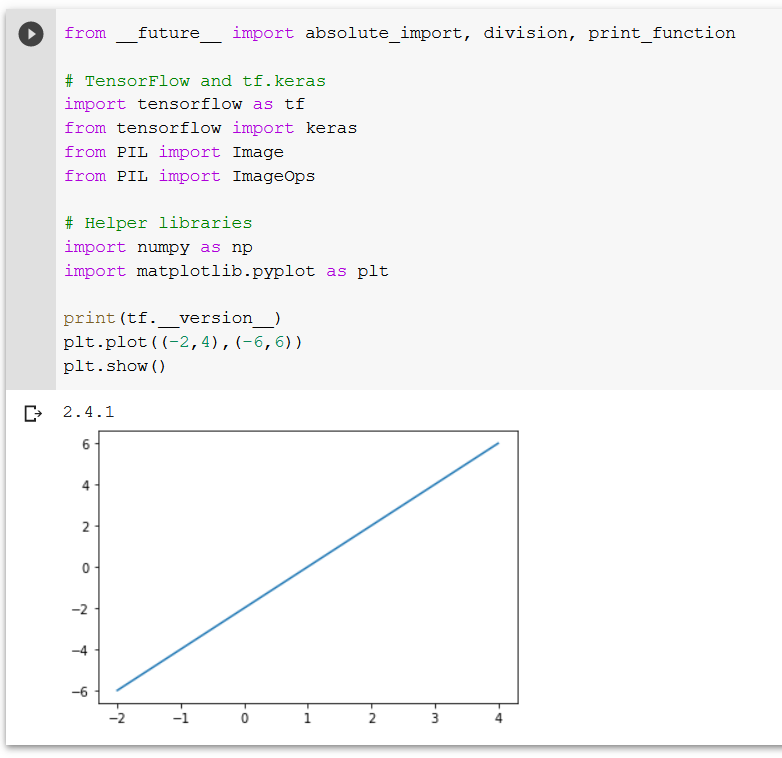 from __future__ import absolute_import, division, print_function
# TensorFlow and tf.keras
import tensorflow as tf
from tensorflow import keras
from PIL import Image
from PIL import ImageOps
# Helper libraries
import numpy as np
import matplotlib.pyplot as plt
print(tf.__version__)
plt.plot((-2,4),(-6,6))
plt.show()
2.4.1
6
4
2
0
−2
−4
−6
−2 −1 0 1 2 3 4